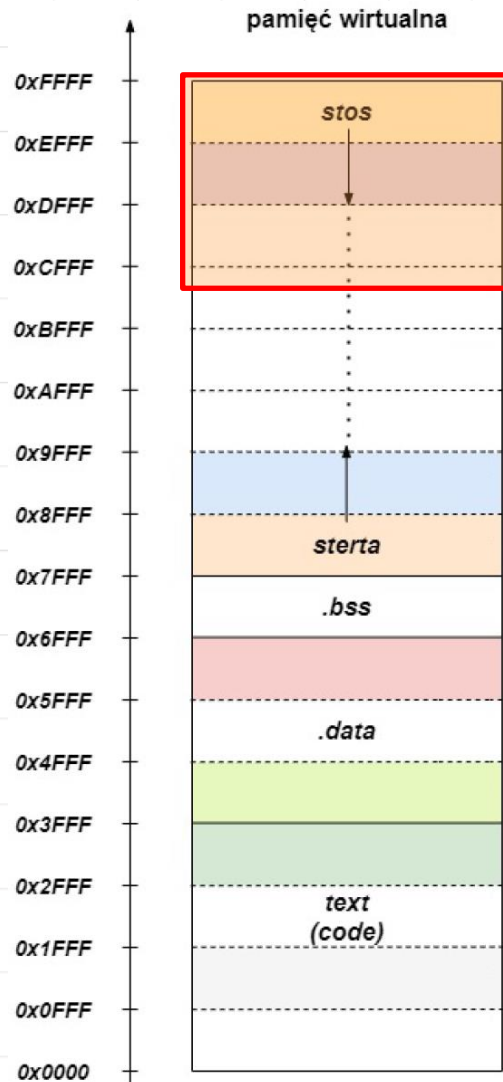 pamięć wirtualna
0xFFFF
stos
0xEFFF
0xDFFF
0xCFFF
0xBFFF
0xAFFF
0x9FFF
0x8FFF
sterta
0x7FFF
.bss
0x6FFF
0x5FFF
.data
0x4FFF
0x3FFF
0x2FFF
text
(code)
0x1FFF
0x0FFF
0x0000